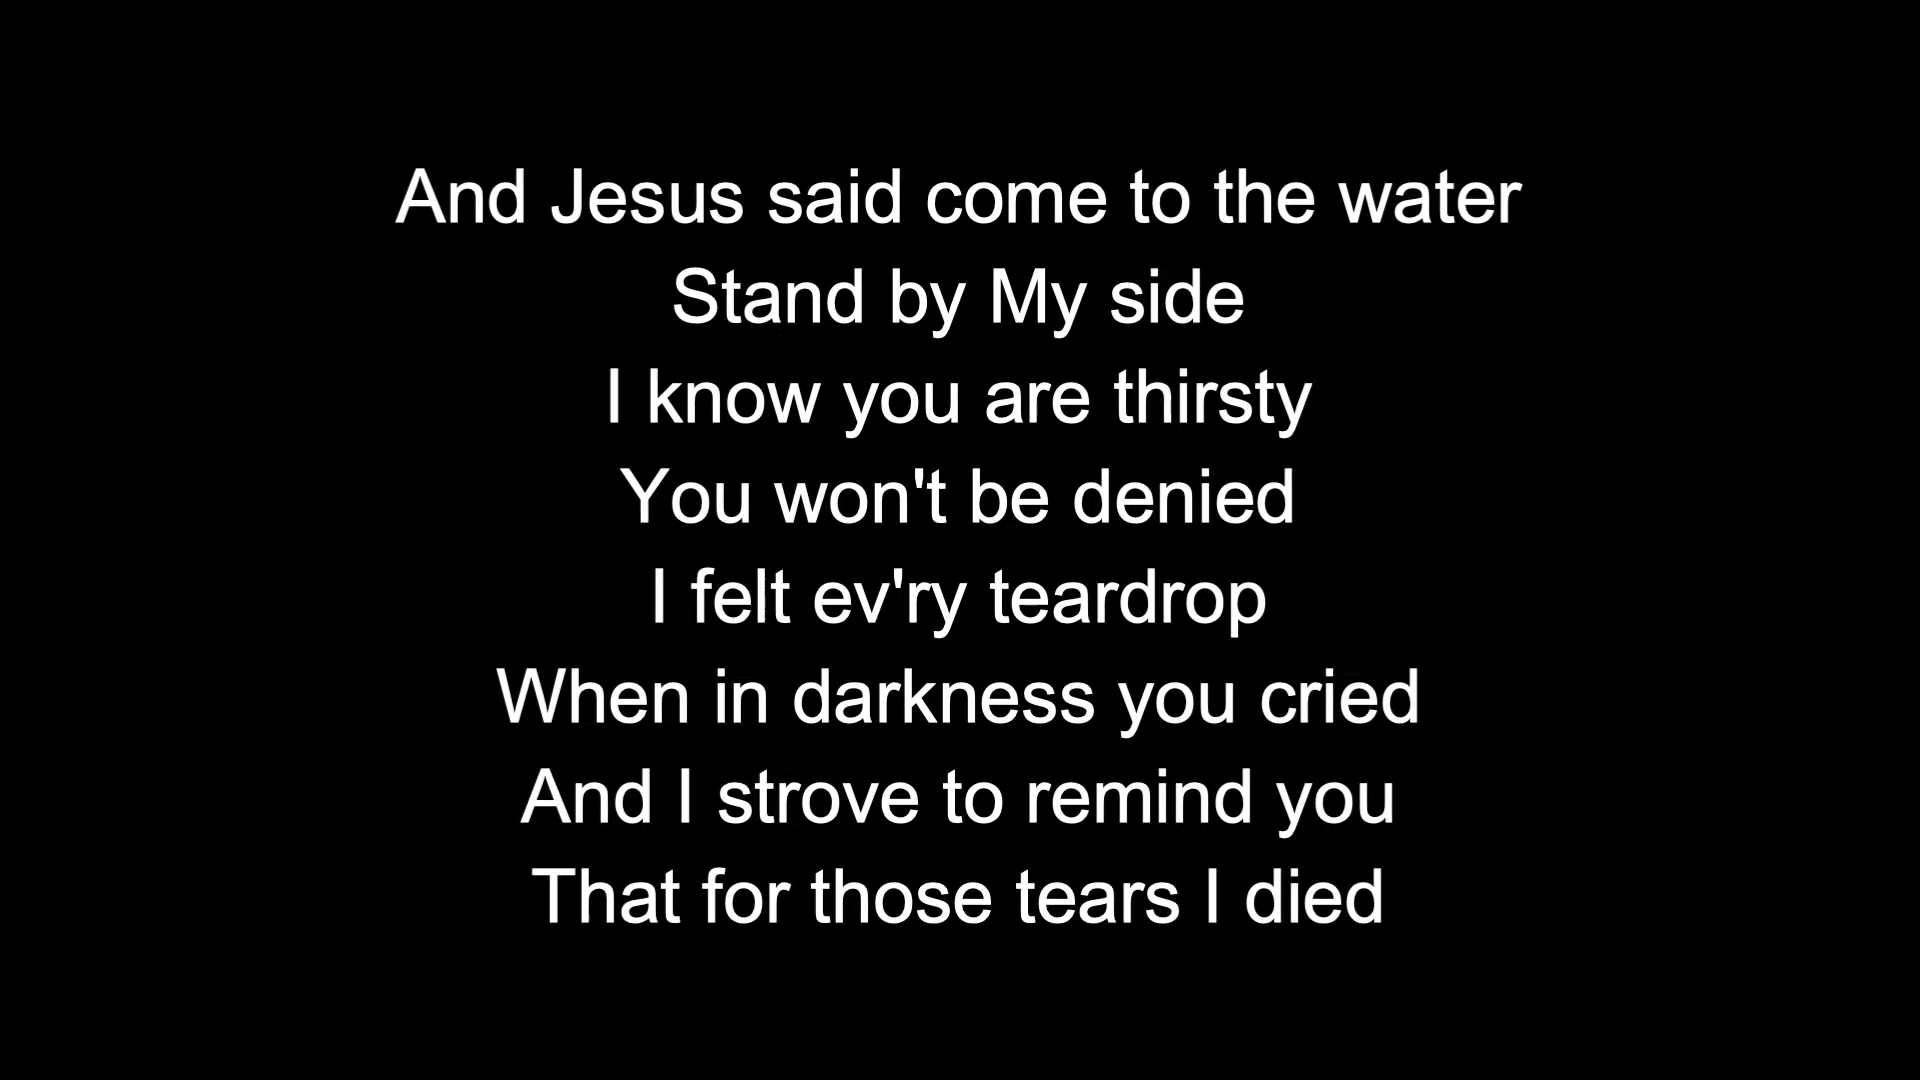 And Jesus said come to the water
Stand by My side
I know you are thirsty
You won't be denied
I felt ev'ry teardrop
When in darkness you cried
And I strove to remind you
That for those tears I died